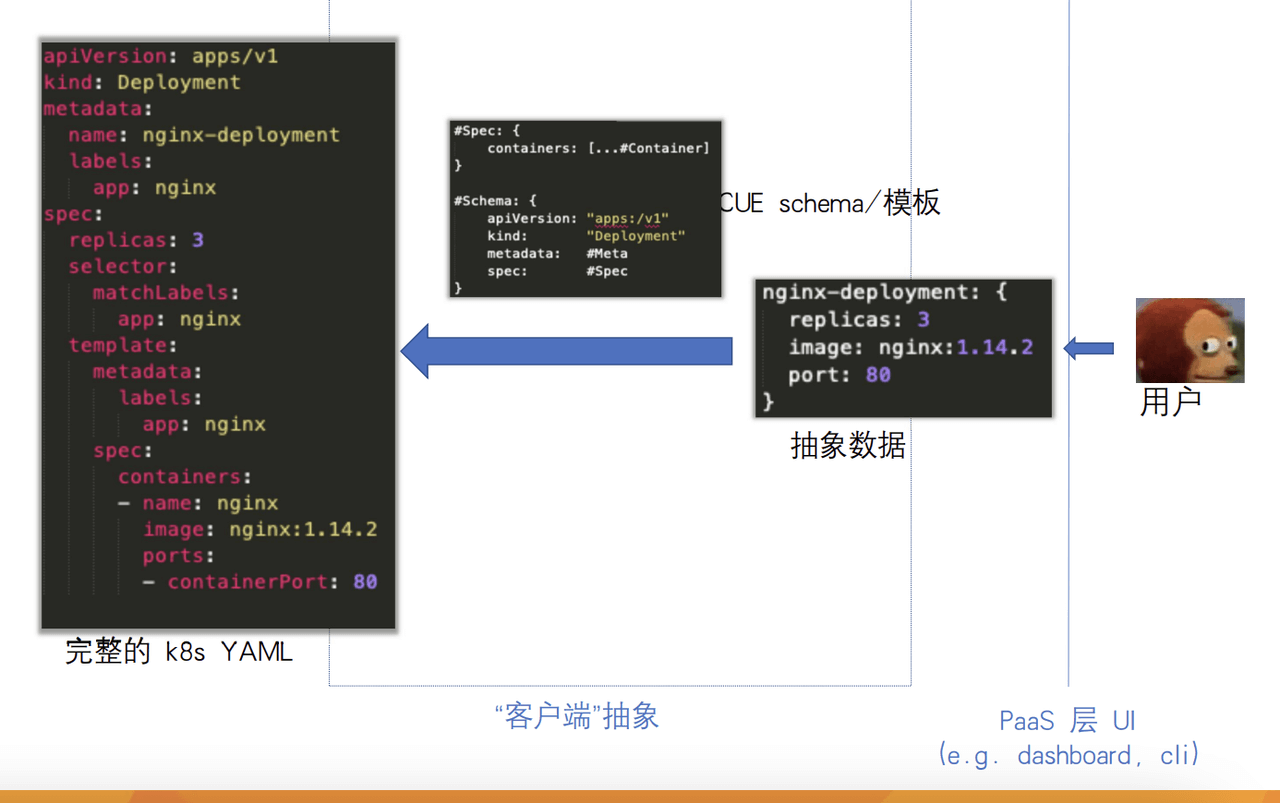 apiVersion: apps/v1
kind: Deployment
metadata:
  name: nginx-deployment
  labels:
    app: nginx
spec:
  replicas: 3
  selector:
    matchLabels:
      app: nginx
  template:
    metadata:
      labels:
        app: nginx
    spec:
      containers:
      - name: nginx
        image: nginx:1.14.2
        ports:
        - containerPort: 80
完整的 k8s YAML
#Spec: {
    containers: [...#Container]
}
#Schema: {
    apiVersion: "apps:/v1"
    kind:       "Deployment"
    metadata:   #Meta
    spec:       #Spec
}
CUE schema/模板
nginx-deployment: {
  replicas: 3
  image: nginx:1.14.2
  port: 80
}
抽象数据
用户
“客户端”抽象
PaaS 层 UI
(e.g. dashboard, cli)